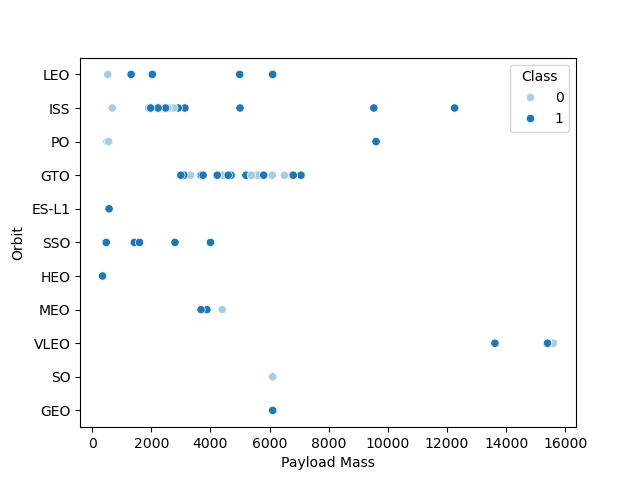 Class
0
1
LEO
ISS
PO
GTO
ES-L1
SSO
HEO
MEO
VLEO
SO
GEO
Orbit
0 2000 4000 6000 8000 10000 12000 14000 16000
Payload Mass